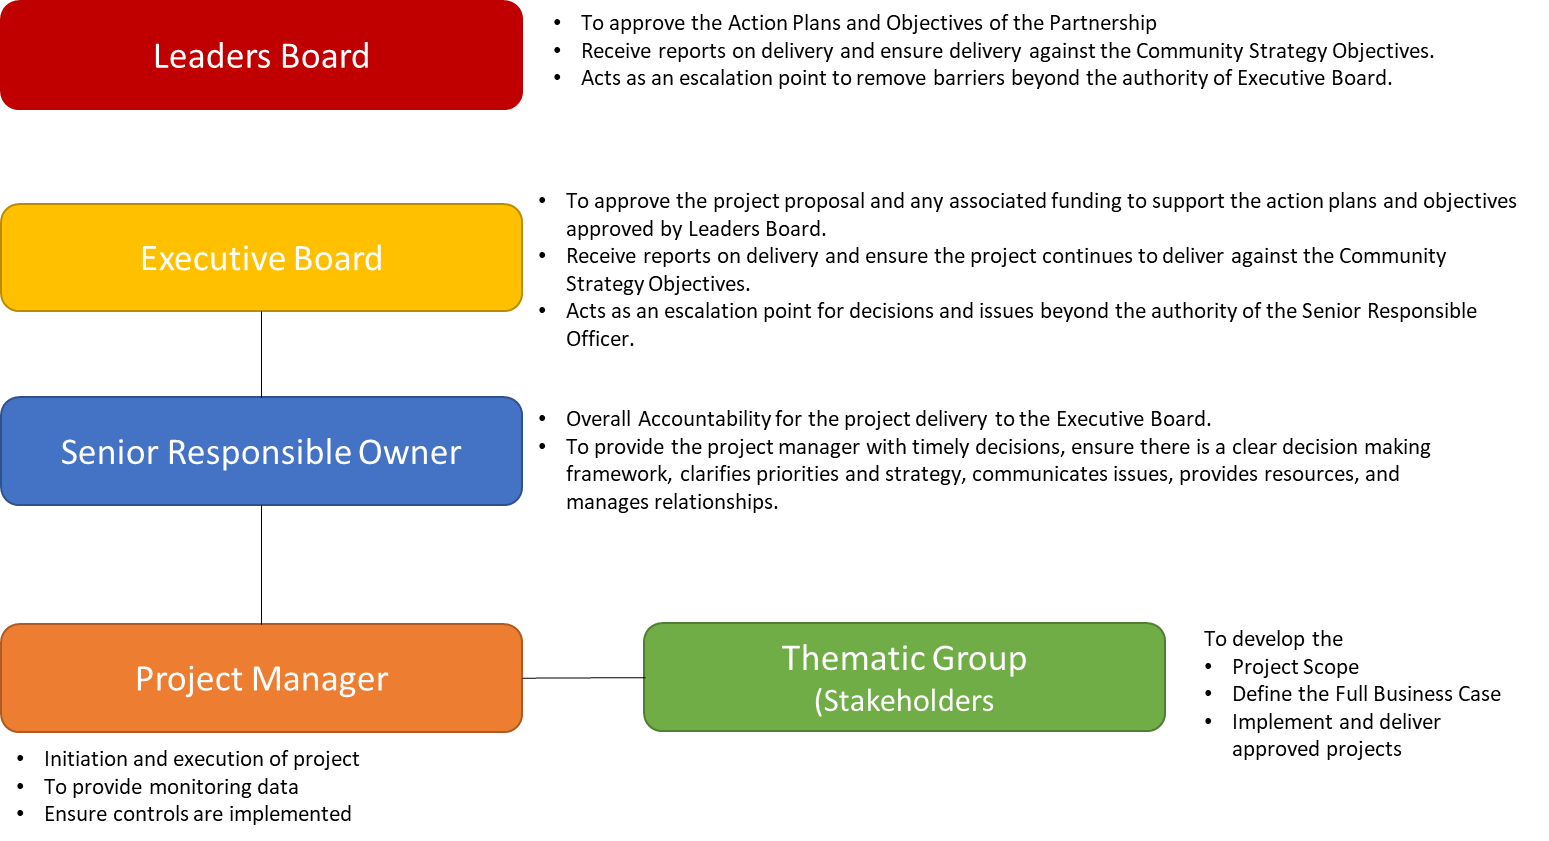 Leaders Board
• To approve the Action Plans and Objectives of the Partnership
• Receive reports on delivery and ensure delivery against the Community Strategy Objectives.
• Acts as an escalation point to remove barriers beyond the authority of Executive Board.
Executive Board
• To approve the project proposal and any associated funding to support the action plans and objectives
approved by Leaders Board.
• Receive reports on delivery and ensure the project continues to deliver against the Community
Strategy Objectives.
• Acts as an escalation point for decisions and issues beyond the authority of the Senior Responsible
Officer.
Senior Responsible Owner
• Overall Accountability for the project delivery to the Executive Board.
• To provide the project manager with timely decisions, ensure there is a clear decision making
framework, clarifies priorities and strategy, communicates issues, provides resources, and
manages relationships.
Project Manager
• Initiation and execution of project
• To provide monitoring data
• Ensure controls are implemented
Thematic Group
(Stakeholders
To develop the
• Project Scope
• Define the Full Business Case
• Implement and deliver
approved projects